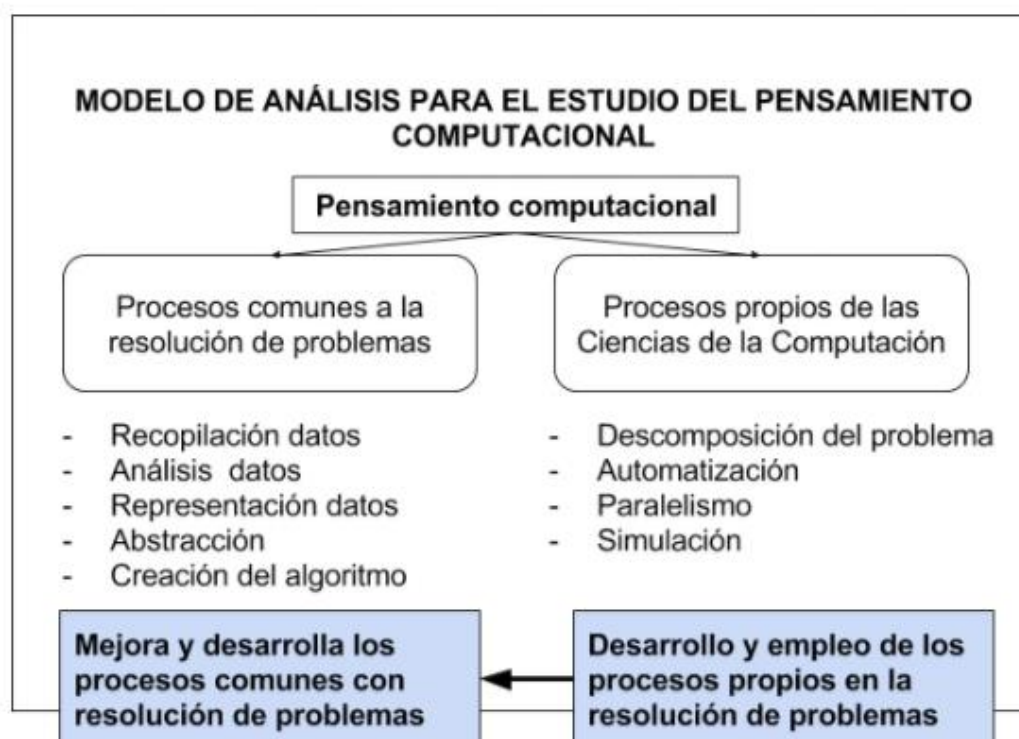 MODELO DE ANÁLISIS PARA EL ESTUDIO DEL PENSAMIENTO
COMPUTACIONAL
Pensamiento computacional
Procesos comunes a la
resolución de problemas
Procesos propios de las
Ciencias de la Computación
- Recopilación datos
- Análisis datos
- Representación datos
- Abstracción
- Creación del algoritmo
- Descomposición del problema
- Automatización
- Paralelismo
- Simulación
Mejora y desarrolla los
procesos comunes con
resolución de problemas
Desarrollo y empleo de los
procesos propios en la
resolución de problemas